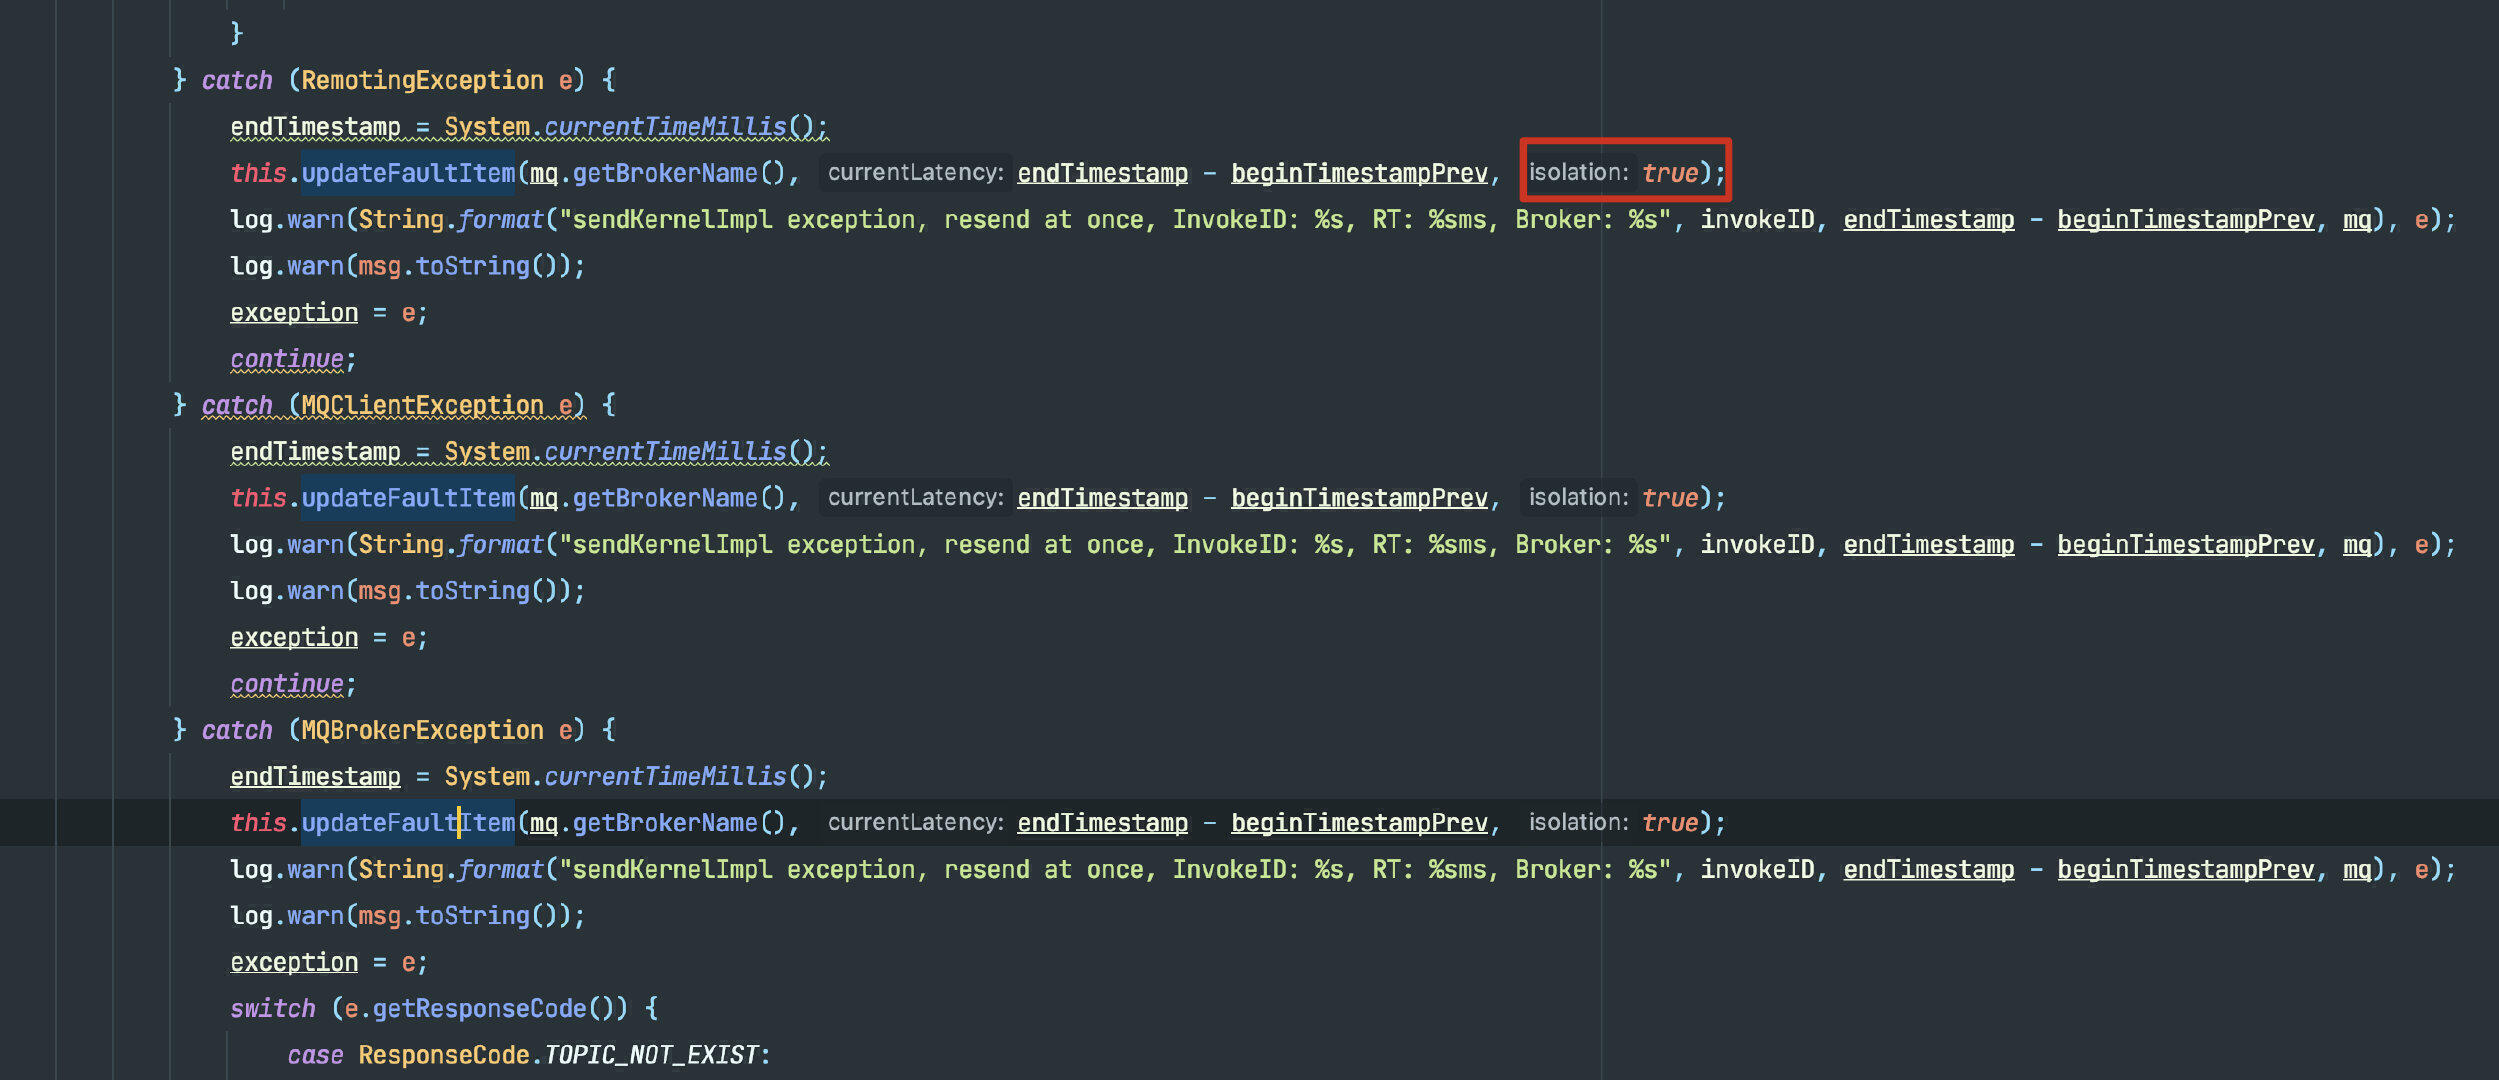 }
} catch (RemotingException e) {
endTimestamp = System.currentTimeMillis();
this.updateFaultItem(mq.getBrokerName(), currentLatency: endTimestamp - beginTimestampPrev, isolation: true);
log.warn(String.format("sendKernelImpl exception, resend at once, InvokeID: %s, RT: %sms, Broker: %s", invokeID, endTimestamp - beginTimestampPrev, mq), e);
log.warn(msg.toString());
exception = e;
continue;
} catch (MQClientException e) {
endTimestamp = System.currentTimeMillis();
this.updateFaultItem(mq.getBrokerName(), currentLatency: endTimestamp - beginTimestampPrev, isolation: true);
log.warn(String.format("sendKernelImpl exception, resend at once, InvokeID: %s, RT: %sms, Broker: %s", invokeID, endTimestamp - beginTimestampPrev, mq), e);
log.warn(msg.toString());
exception = e;
continue;
} catch (MQBrokerException e) {
endTimestamp = System.currentTimeMillis();
this.updateFaultItem(mq.getBrokerName(), currentLatency: endTimestamp - beginTimestampPrev, isolation: true);
log.warn(String.format("sendKernelImpl exception, resend at once, InvokeID: %s, RT: %sms, Broker: %s", invokeID, endTimestamp - beginTimestampPrev, mq), e);
log.warn(msg.toString());
exception = e;
switch (e.getResponseCode()) {
case ResponseCode.TOPIC_NOT_EXIST: